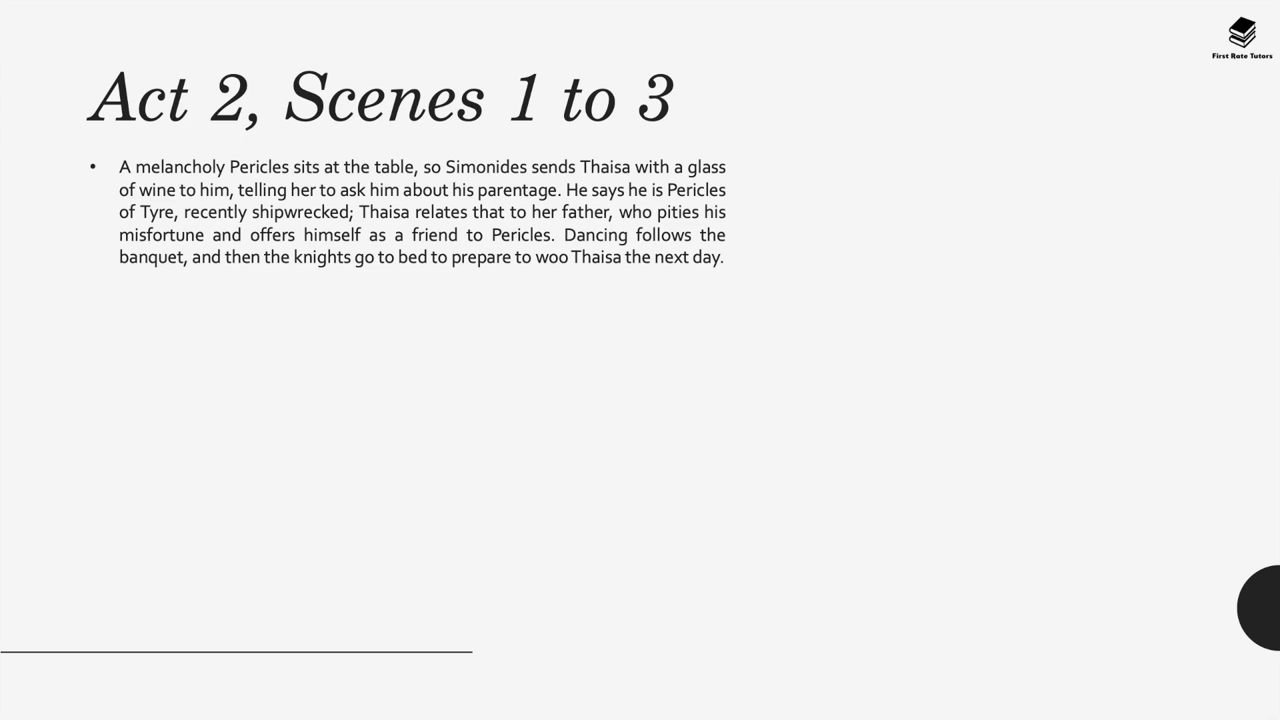 First Rate Tutors
Act 2, Scenes 1 to 3
• A melancholy Pericles sits at the table, so Simonides sends Thaisa with a glass
of wine to him, telling her to ask him about his parentage. He says he is Pericles
of Tyre, recently shipwrecked; Thaisa relates that to her father, who pities his
misfortune and offers himself as a friend to Pericles. Dancing follows the
banquet, and then the knights go to bed to prepare to woo Thaisa the next day.